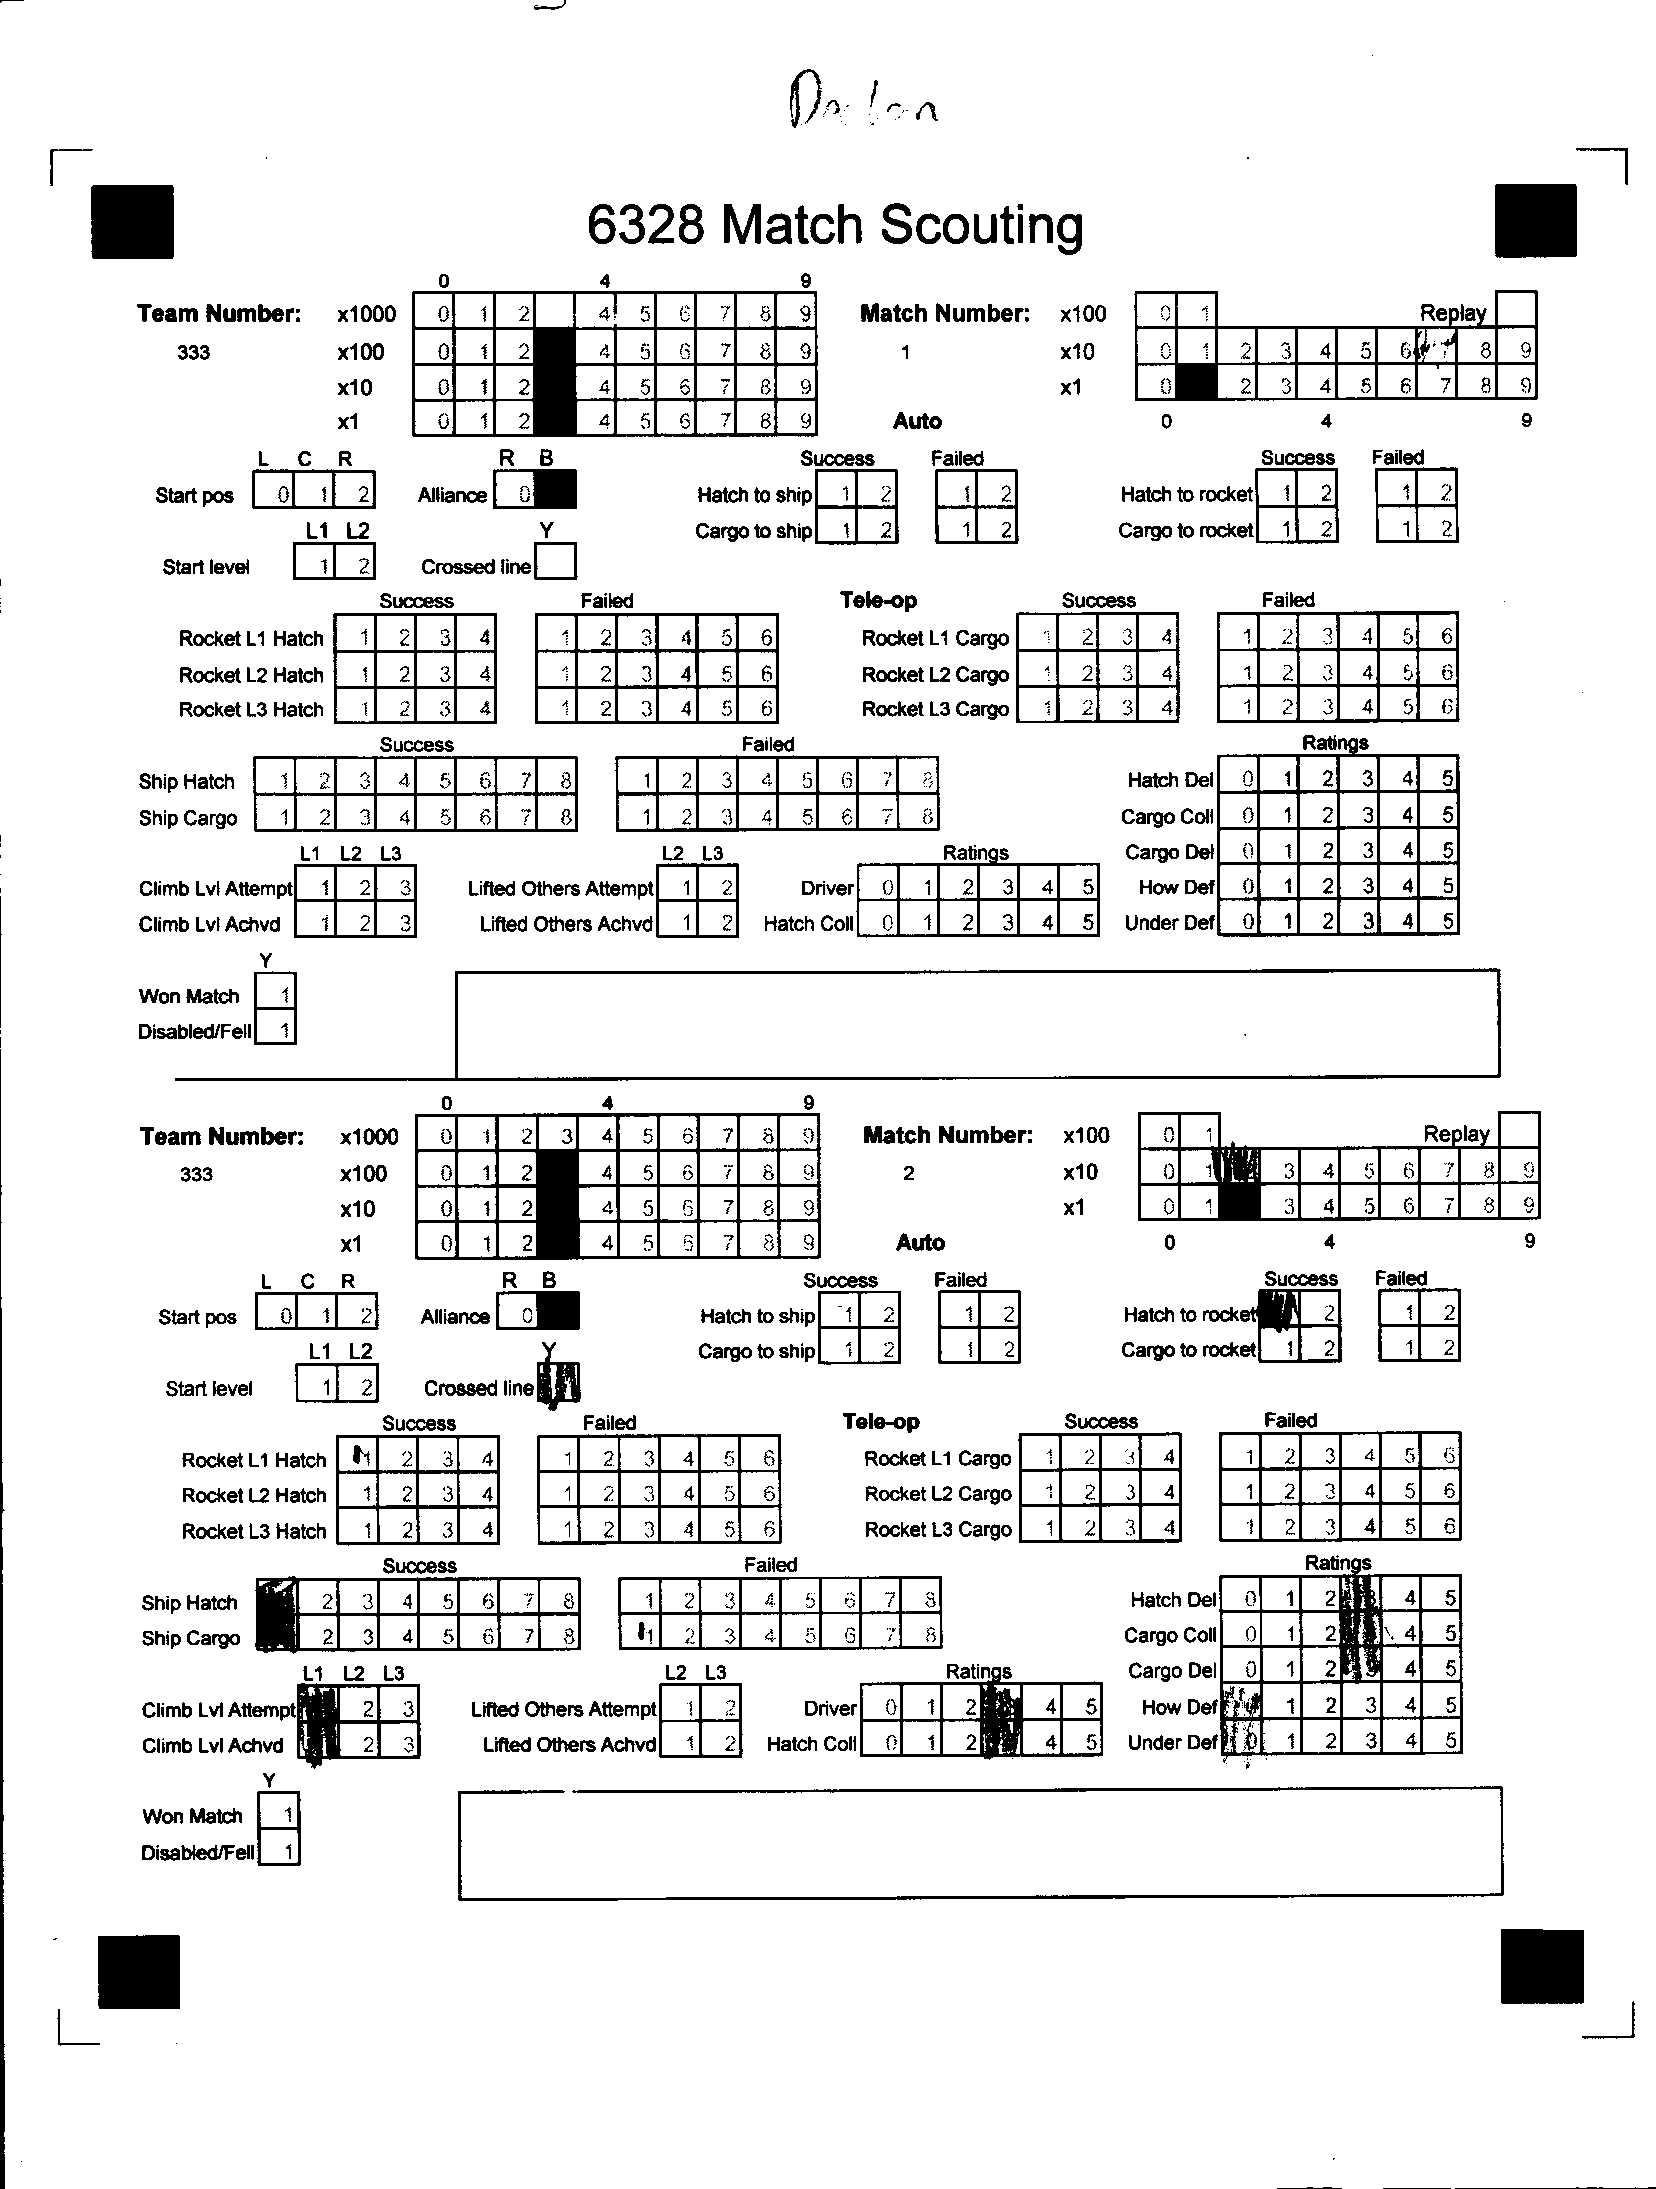 6328 Match Scouting
0 4 9
Team Number: x1000 0 1 2 4 5 6 7 8 9 Match Number: x100 0 1 Replay
333 x100 0 1 2 4 5 6 7 8 9 1 x10 0 1 2 3 4 5 6 7 8 9
x10 0 1 2 4 5 6 7 8 9 x1 0 2 3 4 5 6 7 8 9
x1 0 1 2 4 5 6 7 8 9 Auto 0 4 9
L C R R B Success Failed Success Failed
Start pos 0 1 2 Alliance 0 Hatch to ship 1 2 1 2 Hatch to rocket 1 2 1 2
L1 L2 Y Cargo to ship 1 2 1 2 Cargo to rocket 1 2 1 2
Start level 1 2 Crossed line
Success Failed Tele-op Success Failed
Rocket L1 Hatch 1 2 3 4 1 2 3 4 5 6 Rocket L1 Cargo 1 2 3 4 1 2 3 4 5 6
Rocket L2 Hatch 1 2 3 4 1 2 3 4 5 6 Rocket L2 Cargo 1 2 3 4 1 2 3 4 5 6
Rocket L3 Hatch 1 2 3 4 1 2 3 4 5 6 Rocket L3 Cargo 1 2 3 4 1 2 3 4 5 6
Success Failed Ratings
Ship Hatch 1 2 3 4 5 6 7 8 1 2 3 4 5 6 7 8 Hatch Del 0 1 2 3 4 5
Ship Cargo 1 2 3 4 5 6 7 8 1 2 3 4 5 6 7 8 Cargo Coll 0 1 2 3 4 5
L1 L2 L3 L2 L3 Ratings Cargo Del 0 1 2 3 4 5
Climb Lvl Attempt 1 2 3 Lifted Others Attempt 1 2 Driver 0 1 2 3 4 5 How Def 0 1 2 3 4 5
Climb Lvl Achvd 1 2 3 Lifted Others Achvd 1 2 Hatch Coll 0 1 2 3 4 5 Under Def 0 1 2 3 4 5
Y
Won Match 1
Disabled/Fell 1
0 4 9
Team Number: x1000 0 1 2 3 4 5 6 7 8 9 Match Number: x100 0 1 Replay
333 x100 0 1 2 4 5 6 7 8 9 2 x10 0 1 3 4 5 6 7 8 9
x10 0 1 2 4 5 6 7 8 9 x1 0 1 3 4 5 6 7 8 9
x1 0 1 2 4 5 6 7 8 9 Auto 0 4 9
L C R R B Success Failed Success Failed
Start pos 0 1 2 Alliance 0 Hatch to ship 1 2 1 2 Hatch to rocket 2 1 2
L1 L2 Y Cargo to ship 1 2 1 2 Cargo to rocket 1 2 1 2
Start level 1 2 Crossed line
Success Failed Tele-op Success Failed
Rocket L1 Hatch 1 2 3 4 1 2 3 4 5 6 Rocket L1 Cargo 1 2 3 4 1 2 3 4 5 6
Rocket L2 Hatch 1 2 3 4 1 2 3 4 5 6 Rocket L2 Cargo 1 2 3 4 1 2 3 4 5 6
Rocket L3 Hatch 1 2 3 4 1 2 3 4 5 6 Rocket L3 Cargo 1 2 3 4 1 2 3 4 5 6
Success Failed Ratings
Ship Hatch 2 3 4 5 6 7 8 1 2 3 4 5 6 7 8 Hatch Del 0 1 2 3 4 5
Ship Cargo 2 3 4 5 6 7 8 1 2 3 4 5 6 7 8 Cargo Coll 0 1 2 4 5
L1 L2 L3 L2 L3 Ratings Cargo Del 0 1 2 3 4 5
Climb Lvl Attempt 2 3 Lifted Others Attempt 1 2 Driver 0 1 2 4 5 How Def 1 2 3 4 5
Climb Lvl Achvd 2 3 Lifted Others Achvd 1 2 Hatch Coll 0 1 2 4 5 Under Def 0 1 2 3 4 5
Y
Won Match 1
Disabled/Fell 1